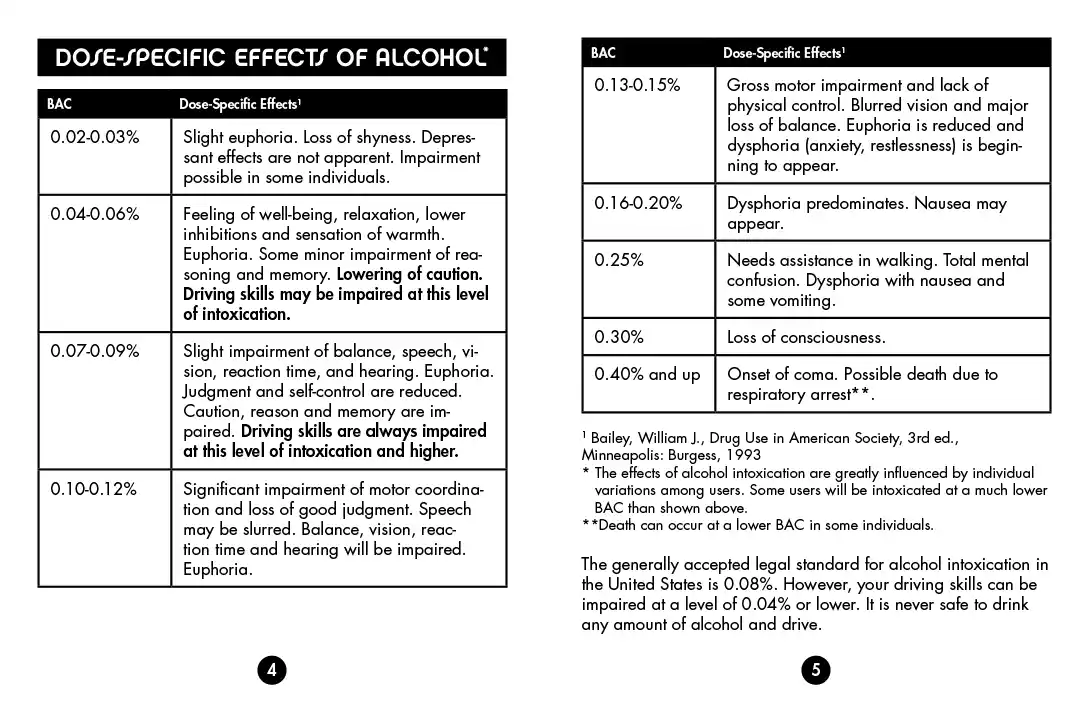 DOSE-SPECIFIC EFFECTS OF ALCOHOL*
BAC Dose-Specific Effects¹
0.02-0.03% Slight euphoria. Loss of shyness. Depres-
sant effects are not apparent. Impairment
possible in some individuals.
0.04-0.06% Feeling of well-being, relaxation, lower
inhibitions and sensation of warmth.
Euphoria. Some minor impairment of rea-
soning and memory. Lowering of caution.
Driving skills may be impaired at this level
of intoxication.
0.07-0.09% Slight impairment of balance, speech, vi-
sion, reaction time, and hearing. Euphoria.
Judgment and self-control are reduced.
Caution, reason and memory are im-
paired. Driving skills are always impaired
at this level of intoxication and higher.
0.10-0.12% Significant impairment of motor coordina-
tion and loss of good judgment. Speech
may be slurred. Balance, vision, reac-
tion time and hearing will be impaired.
Euphoria.
4
BAC Dose-Specific Effects¹
0.13-0.15% Gross motor impairment and lack of
physical control. Blurred vision and major
loss of balance. Euphoria is reduced and
dysphoria (anxiety, restlessness) is begin-
ning to appear.
0.16-0.20% Dysphoria predominates. Nausea may
appear.
0.25% Needs assistance in walking. Total mental
confusion. Dysphoria with nausea and
some vomiting.
0.30% Loss of consciousness.
0.40% and up Onset of coma. Possible death due to
respiratory arrest**.
¹ Bailey, William J., Drug Use in American Society, 3rd ed.,
Minneapolis: Burgess, 1993
* The effects of alcohol intoxication are greatly influenced by individual
variations among users. Some users will be intoxicated at a much lower
BAC than shown above.
**Death can occur at a lower BAC in some individuals.
The generally accepted legal standard for alcohol intoxication in
the United States is 0.08%. However, your driving skills can be
impaired at a level of 0.04% or lower. It is never safe to drink
any amount of alcohol and drive.
5